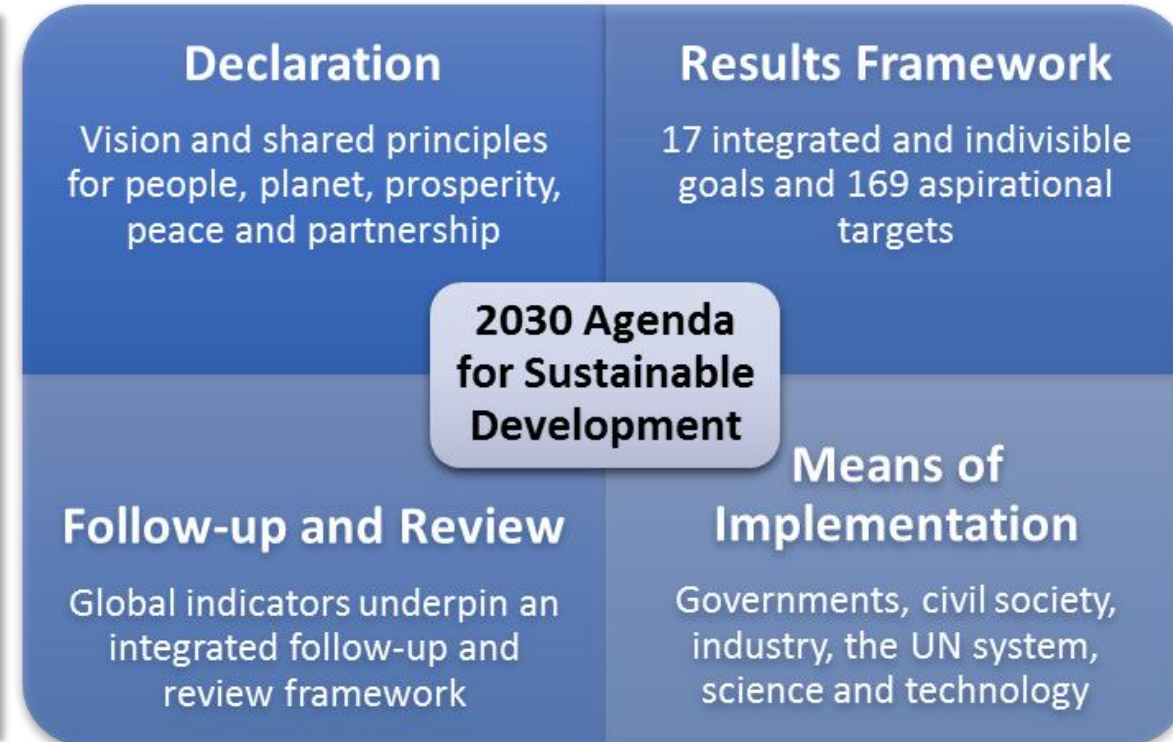 Declaration
Vision and shared principles
for people, planet, prosperity,
peace and partnership
Results Framework
17 integrated and indivisible
goals and 169 aspirational
targets
2030 Agenda
for Sustainable
Development
Follow-up and Review
Global indicators underpin an
integrated follow-up and
review framework
Means of
Implementation
Governments, civil society,
industry, the UN system,
science and technology